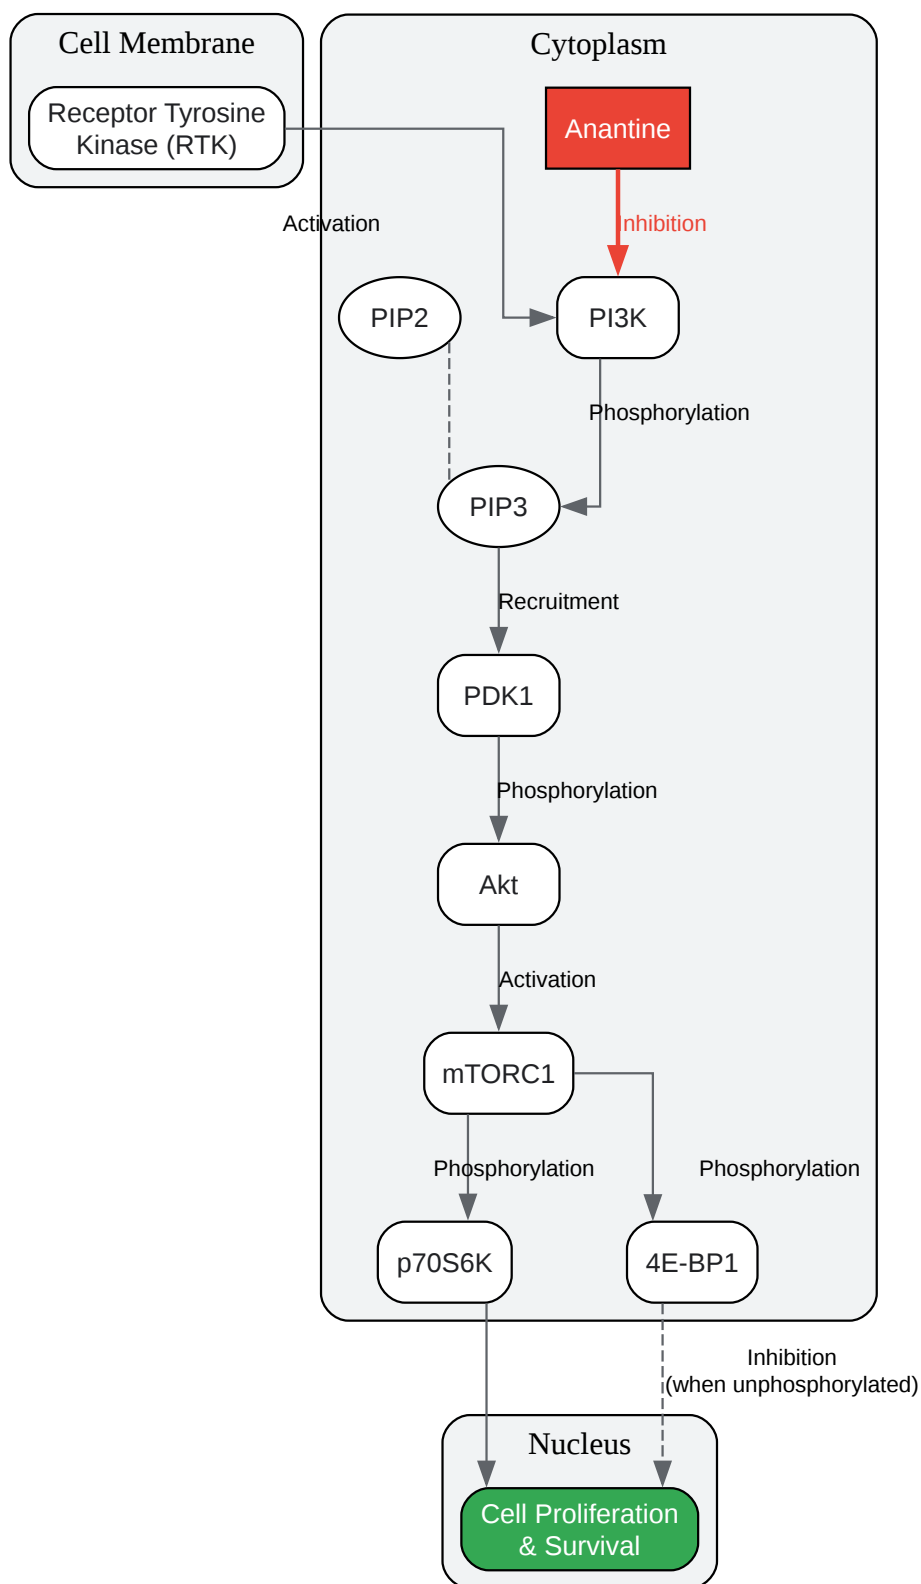 Cell Membrane
Cytoplasm
Receptor Tyrosine
Kinase (RTK)
Anantine
Activation
Inhibition
PIP2
PI3K
Phosphorylation
PIP3
Recruitment
PDK1
Phosphorylation
Akt
Activation
mTORC1
Phosphorylation
Phosphorylation
p70S6K
4E-BP1
Inhibition
(when unphosphorylated)
Nucleus
Cell Proliferation
& Survival